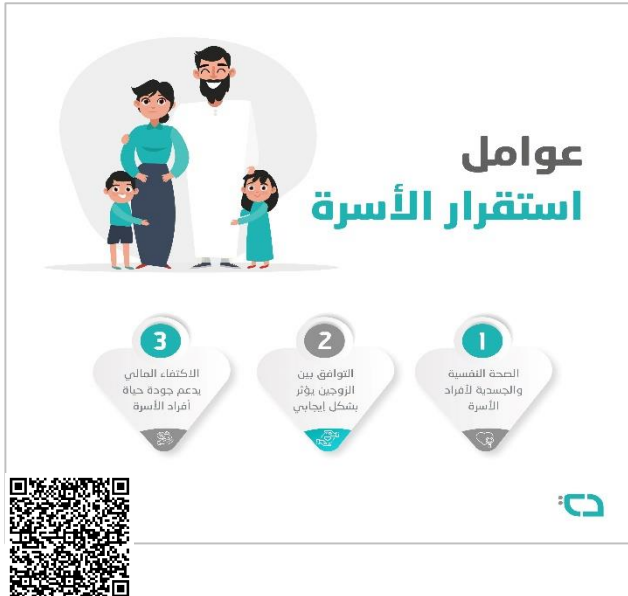 عوامل
استقرار الأسرة
1
الصحة النفسية
والجسدية لأفراد
الأسرة
2
التوافق بين
الزوجين يؤثر
بشكل إيجابي
3
الاكتفاء المالي
يدعم جودة حياة
أفراد الأسرة